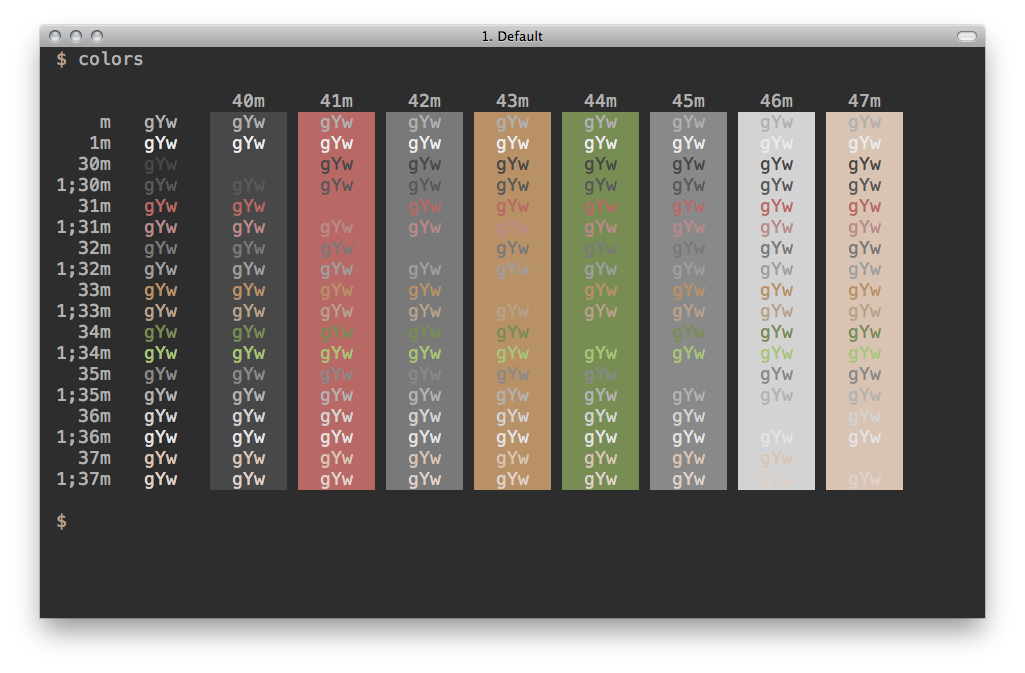 1. Default
$ colors
40m 41m 42m 43m 44m 45m 46m 47m
m gYw gYw gYw gYw gYw gYw gYw gYw gYw
1m gYw gYw gYw gYw gYw gYw gYw gYw gYw
30m gYw gYw gYw gYw gYw gYw gYw gYw
1;30m gYw gYw gYw gYw gYw gYw gYw gYw gYw
31m gYw gYw gYw gYw gYw gYw gYw gYw
1;31m gYw gYw gYw gYw gYw gYw gYw gYw gYw
32m gYw gYw gYw gYw gYw gYw gYw gYw
1;32m gYw gYw gYw gYw gYw gYw gYw gYw gYw
33m gYw gYw gYw gYw gYw gYw gYw gYw
1;33m gYw gYw gYw gYw gYw gYw gYw gYw gYw
34m gYw gYw gYw gYw gYw gYw gYw gYw
1;34m gYw gYw gYw gYw gYw gYw gYw gYw gYw
35m gYw gYw gYw gYw gYw gYw gYw gYw
1;35m gYw gYw gYw gYw gYw gYw gYw gYw gYw
36m gYw gYw gYw gYw gYw gYw gYw gYw
1;36m gYw gYw gYw gYw gYw gYw gYw gYw gYw
37m gYw gYw gYw gYw gYw gYw gYw gYw
1;37m gYw gYw gYw gYw gYw gYw gYw gYw gYw
$